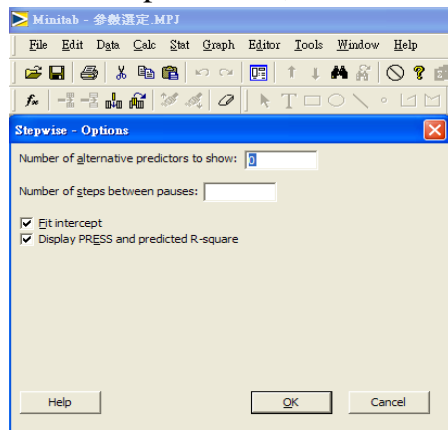 Minitab - 參數選定.MPJ
File Edit Data Calc Stat Graph Editor Tools Window Help
Stepwise - Options
Number of alternative predictors to show: 0
Number of steps between pauses:
Fit intercept
Display PRESS and predicted R-square
Help OK Cancel